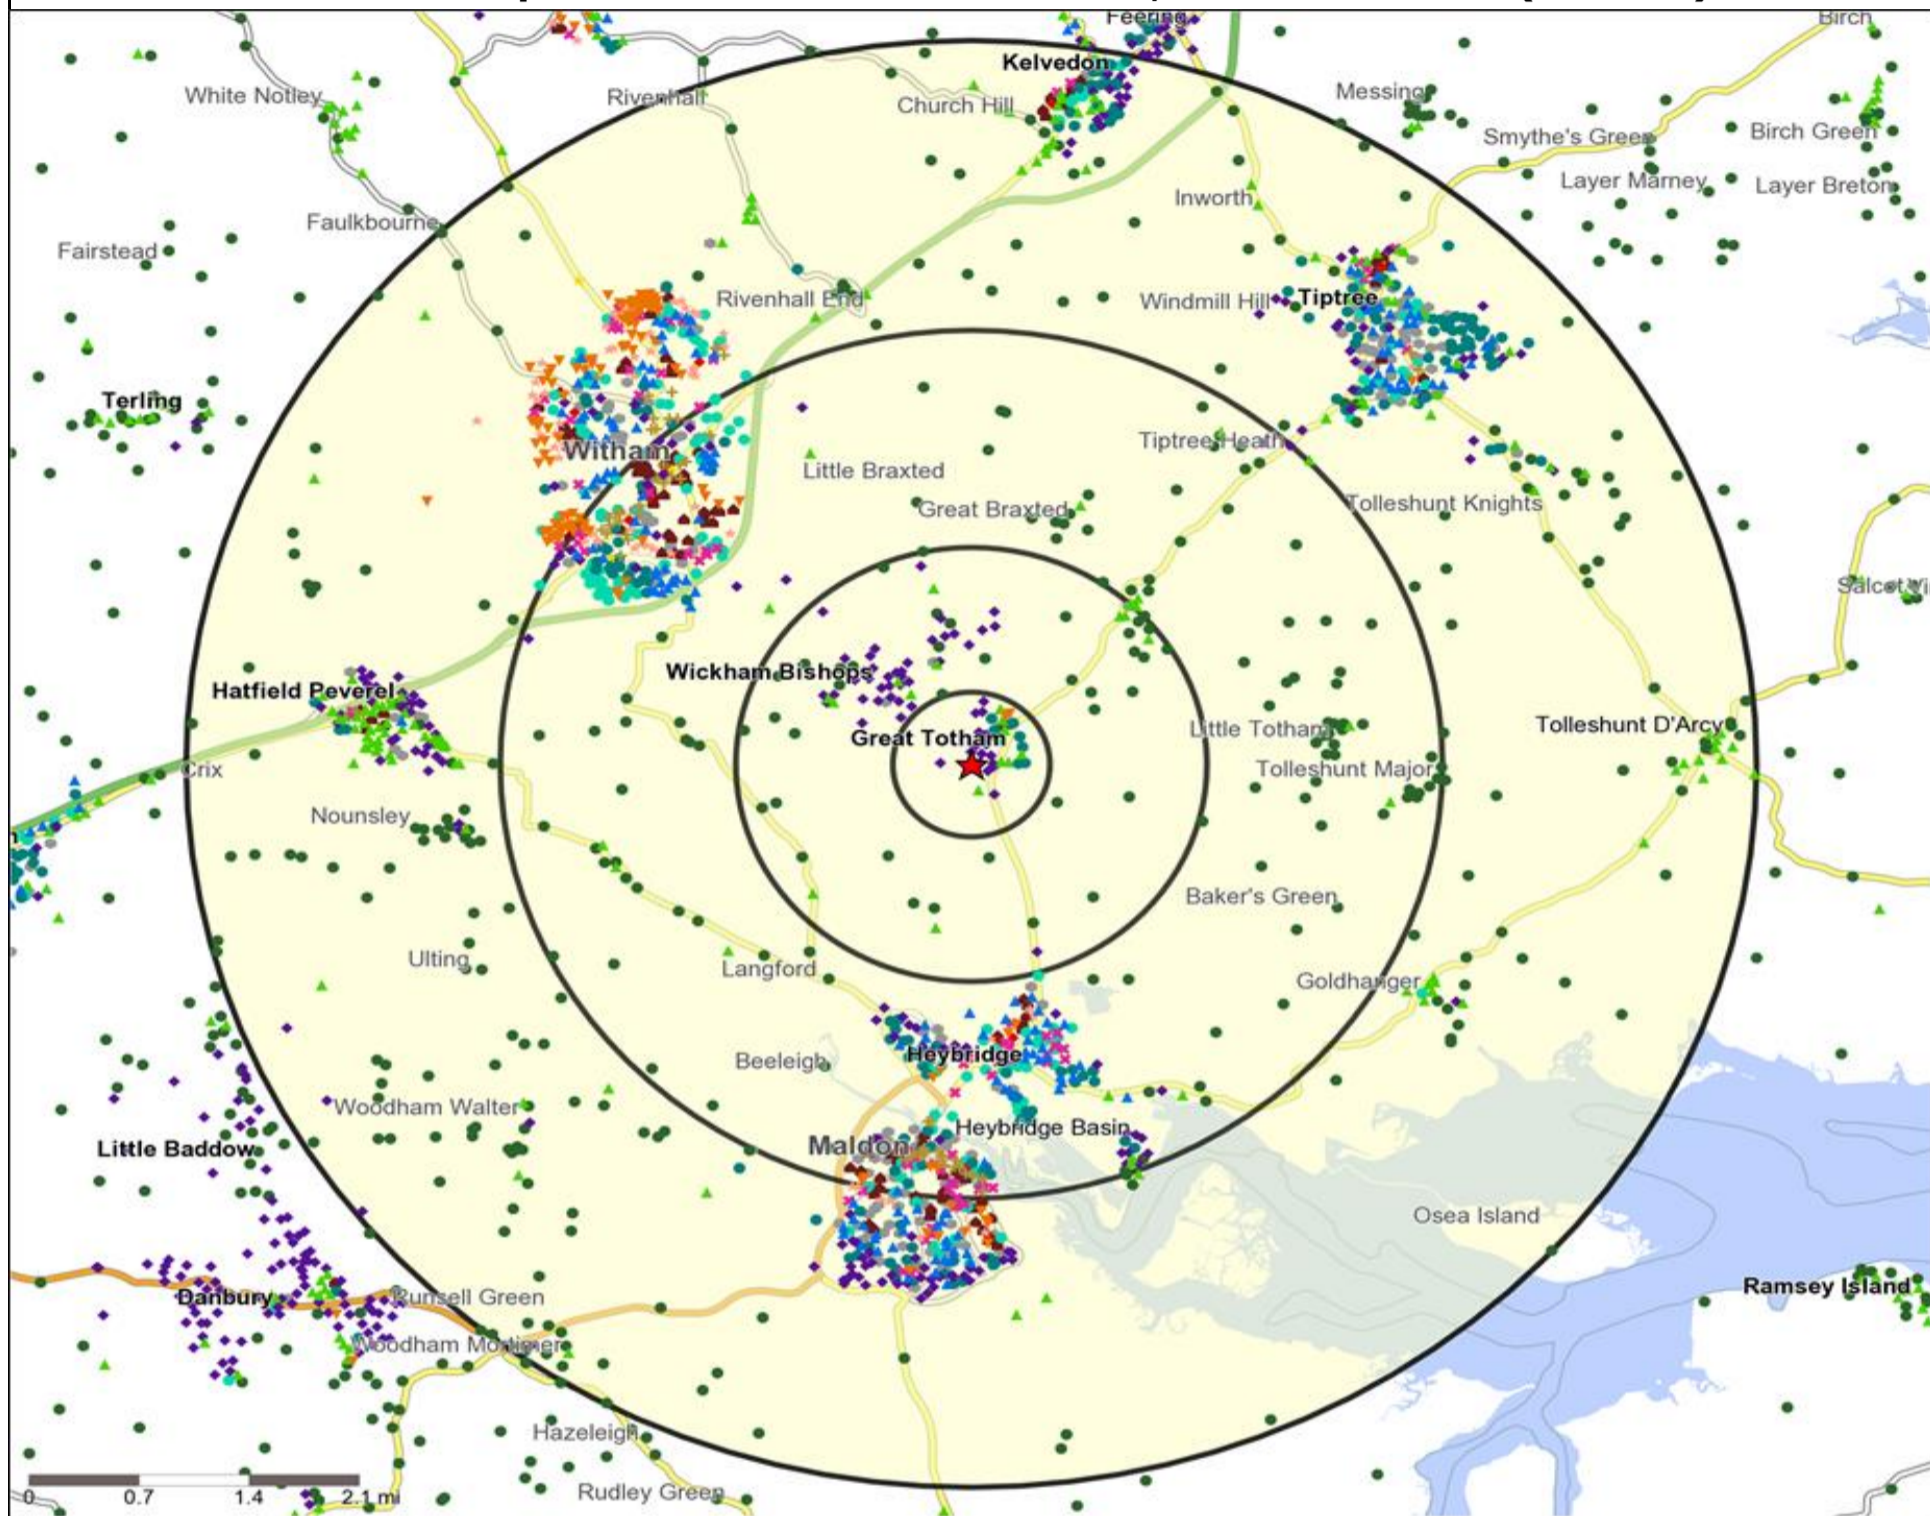 Feering
Birch
Kelvedon
White Notley
Rivenhall
Church Hill
Messing
Smythe's Green
Birch Green
Layer Marney
Layer Breton
Inworth
Faulkbourne
Fairstead
Rivenhall End
Windmill Hill
Tiptree
Terling
Witham
Little Braxted
Tiptree Heath
Great Braxted
Tolleshunt Knights
Wickham Bishops
Hatfield Peverel
Great Totham
Little Totham
Tolleshunt D'Arcy
Crix
Tolleshunt Major
Nounsley
Baker's Green
Ulting
Langford
Goldhanger
Beeleigh
Heybridge
Woodham Walter
Heybridge Basin
Little Baddow
Maldon
Osea Island
Danbury
Runsell Green
Ramsey Island
Woodham Mortimer
Hazeleigh
Rudley Green
0 0.7 1.4 2.1 mi